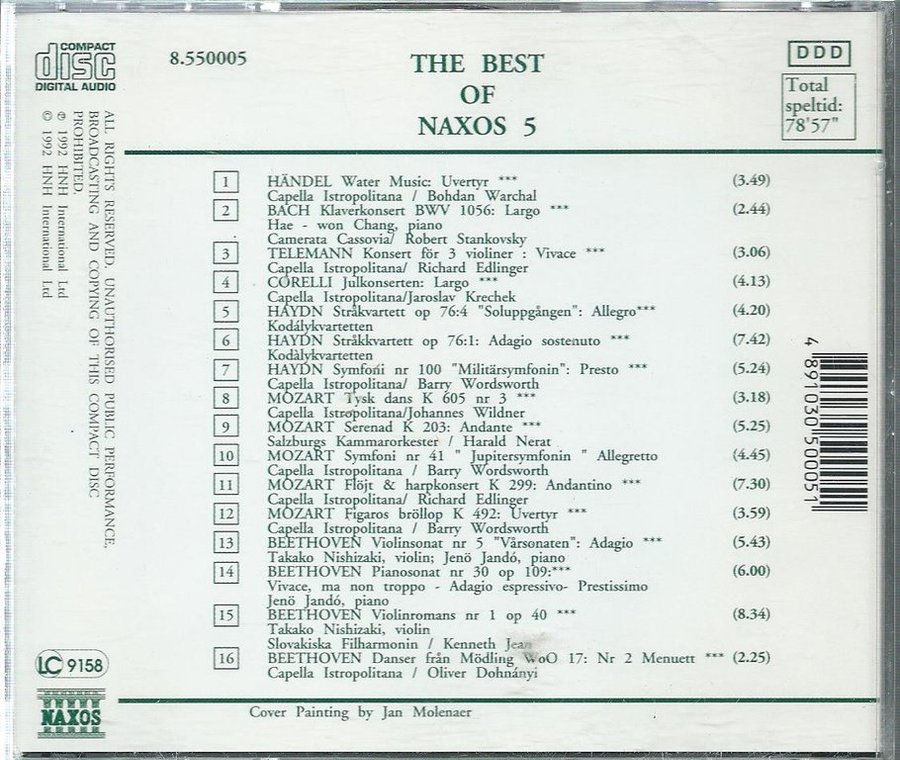 COMPACT
disc
DIGITAL AUDIO
8.550005
THE BEST
OF
NAXOS 5
DDD
Total
speltid:
78'57"
ALL RIGHTS RESERVED. UNAUTHORISED PUBLIC PERFORMANCE,
BROADCASTING AND COPYING OF THIS COMPACT DISC
PROHIBITED.
℗ 1992 HNH International Ltd
© 1992 HNH International Ltd
1 HÄNDEL Water Music: Uvertyr *** (3.49)
Capella Istropolitana / Bohdan Warchal
2 BACH Klaverkonsert BWV 1056: Largo *** (2.44)
Hae - won Chang, piano
Camerata Cassovia/ Robert Stankovsky
3 TELEMANN Konsert för 3 violiner : Vivace *** (3.06)
Capella Istropolitana/ Richard Edlinger
4 CORELLI Julkonserten: Largo *** (4.13)
Capella Istropolitana/Jaroslav Krechek
5 HAYDN Stråkvartett op 76:4 "Soluppgången": Allegro*** (4.20)
Kodálykvartetten
6 HAYDN Stråkkvartett op 76:1: Adagio sostenuto *** (7.42)
Kodàlykvartetten
7 HAYDN Symfoni nr 100 "Militärsymfonin": Presto *** (5.24)
Capella Istropolitana/ Barry Wordsworth
8 MOZART Tysk dans K 605 nr 3 *** (3.18)
Capella Istropolitana/Johannes Wildner
9 MOZART Serenad K 203: Andante *** (5.25)
Salzburgs Kammarorkester / Harald Nerat
10 MOZART Symfoni nr 41 " Jupitersymfonin " Allegretto (4.45)
Capella Istropolitana / Barry Wordsworth
11 MOZART Flöjt & harpkonsert K 299: Andantino *** (7.30)
Capella Istropolitana/ Richard Edlinger
12 MOZART Figaros bröllop K 492: Uvertyr *** (3.59)
Capella Istropolitana / Barry Wordsworth
13 BEETHOVEN Violinsonat nr 5 "Vårsonaten": Adagio *** (5.43)
Takako Nishizaki, violin; Jenö Jandó, piano
14 BEETHOVEN Pianosonat nr 30 op 109:*** (6.00)
Vivace, ma non troppo - Adagio espressivo- Prestissimo
Jenö Jandó, piano
15 BEETHOVEN Violinromans nr 1 op 40 *** (8.34)
Takako Nishizaki, violin
Slovakiska Filharmonin / Kenneth Jean
16 BEETHOVEN Danser från Mödling WoO 17: Nr 2 Menuett *** (2.25)
Capella Istropolitana / Oliver Dohnányi
4 891030 500051
LC 9158
NAXOS
Cover Painting by Jan Molenaer